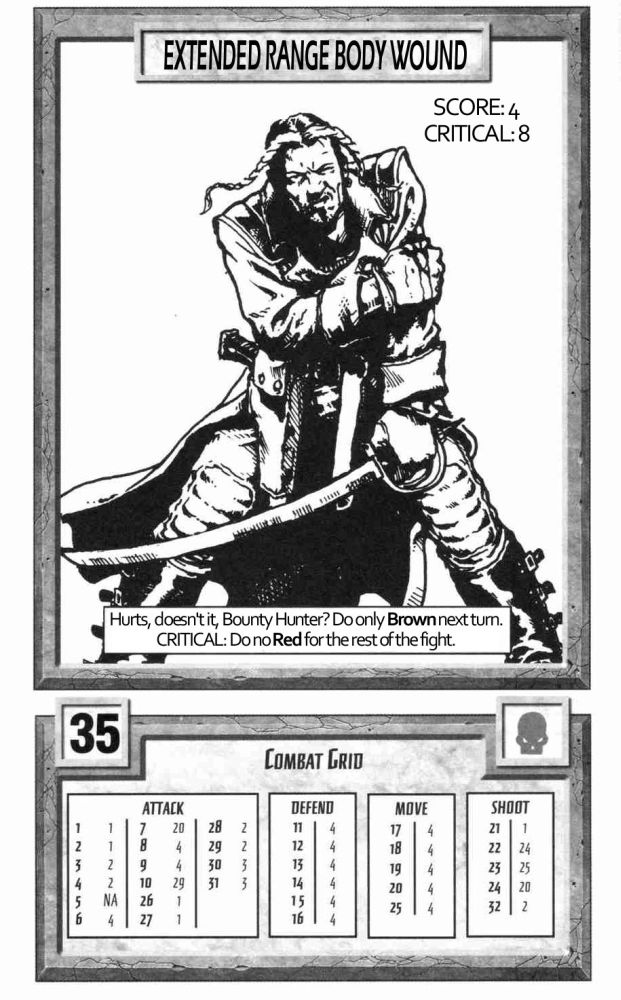 EXTENDED RANGE BODY WOUND
SCORE: 4
CRITICAL: 8
Hurts, doesn't it, Bounty Hunter? Do only Brown next turn.
CRITICAL: Do no Red for the rest of the fight.
35
COMBAT GRID
ATTACK
1 1 7 20 28 2
2 1 8 4 29 2
3 2 9 4 30 3
4 2 10 29 31 3
5 NA 26 1
6 4 27 1
DEFEND
11 4
12 4
13 4
14 4
15 4
16 4
MOVE
17 4
18 4
19 4
20 4
25 4
SHOOT
21 1
22 24
23 25
24 20
32 2